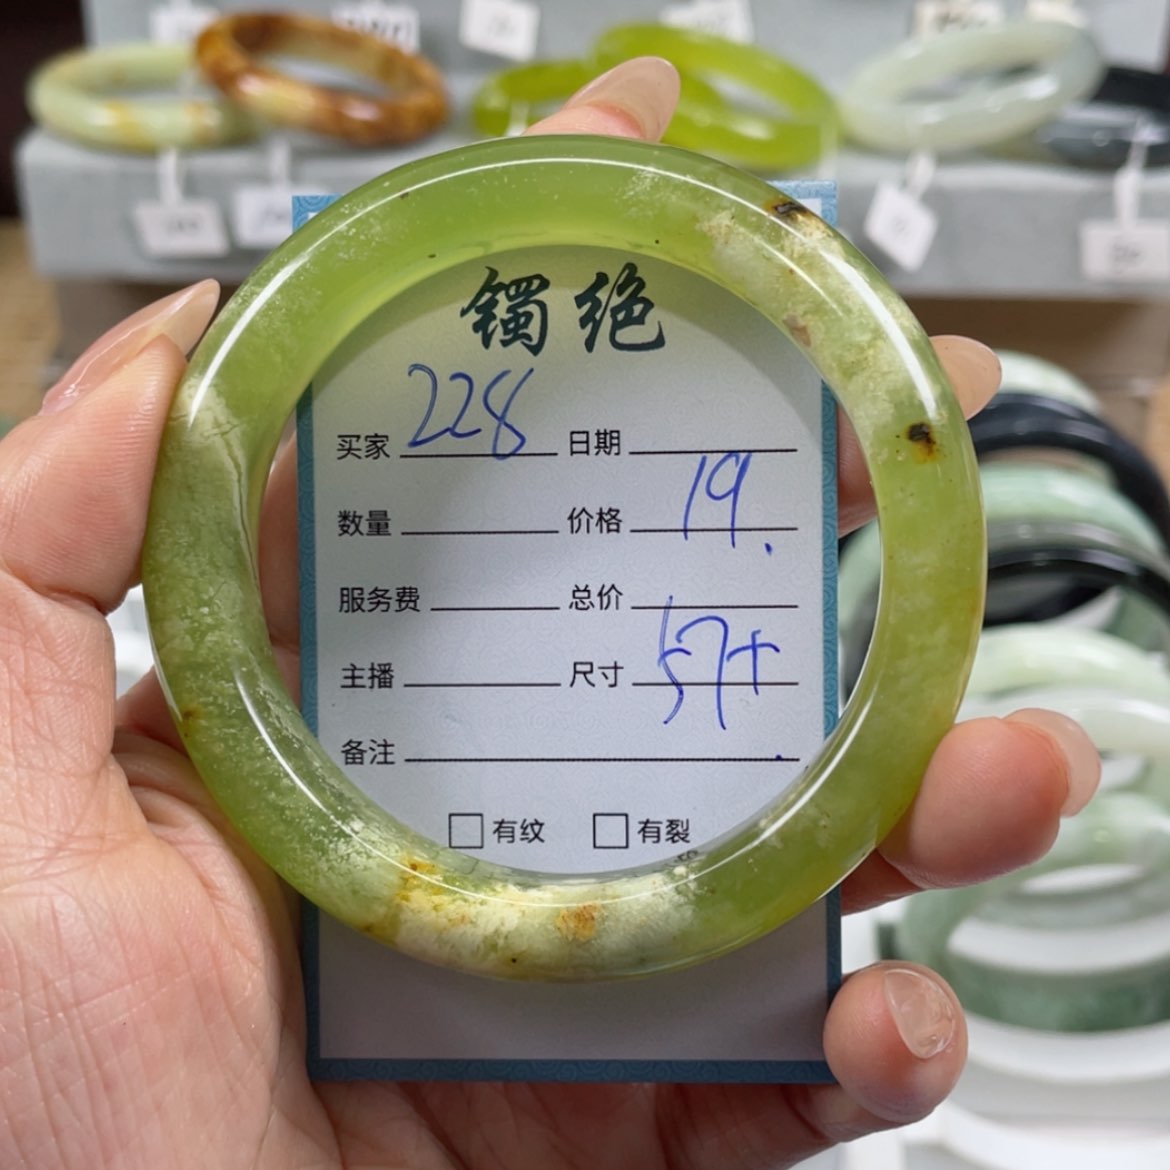 镯绝
买家 228 日期
数量 价格 19.
服务费 总价
主播 尺寸 57+
备注
有纹 有裂